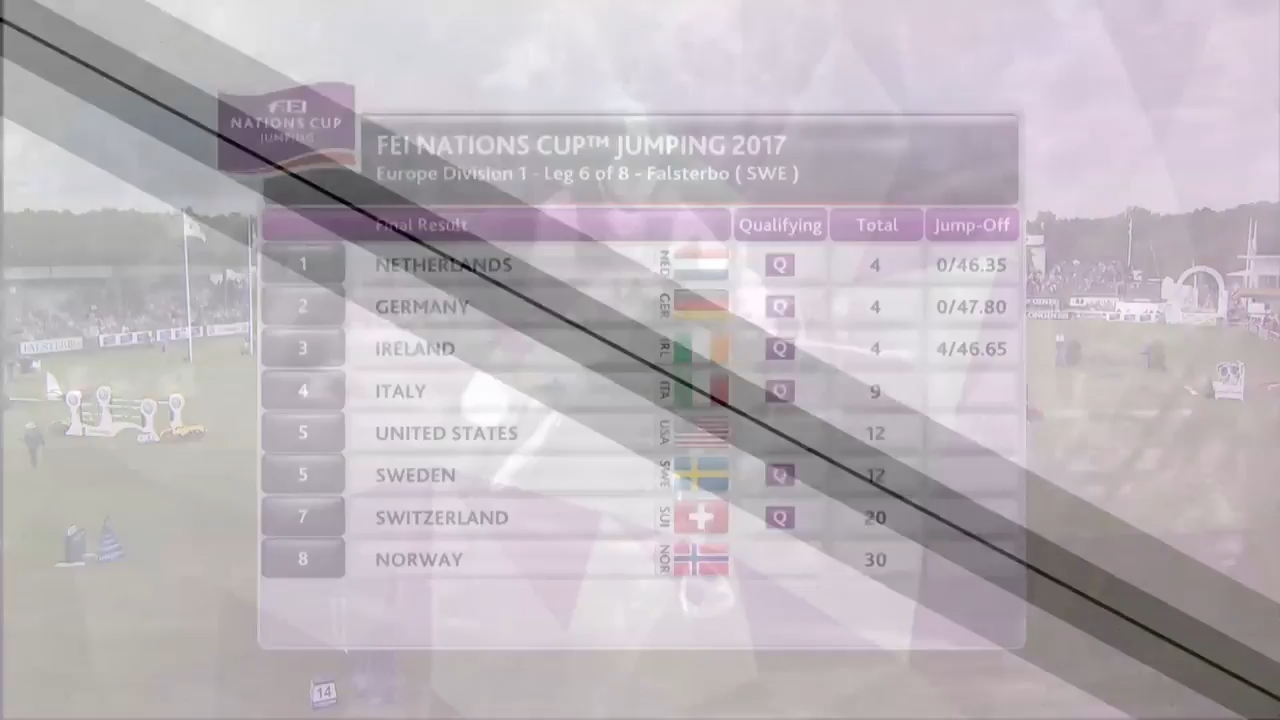 FEI
NATIONS CUP
JUMPING
FEI NATIONS CUP™ JUMPING 2017
Europe Division 1 - Leg 6 of 8 - Falsterbo ( SWE )
Final Result Qualifying Total Jump-Off
1 NETHERLANDS NED Q 4 0/46.35
2 GERMANY GER Q 4 0/47.80
3 IRELAND IRL Q 4 4/46.65
4 ITALY ITA Q 9
5 UNITED STATES USA 12
5 SWEDEN SWE Q 12
7 SWITZERLAND SUI Q 20
8 NORWAY NOR 30
FALSTERBO
LONGINES
14